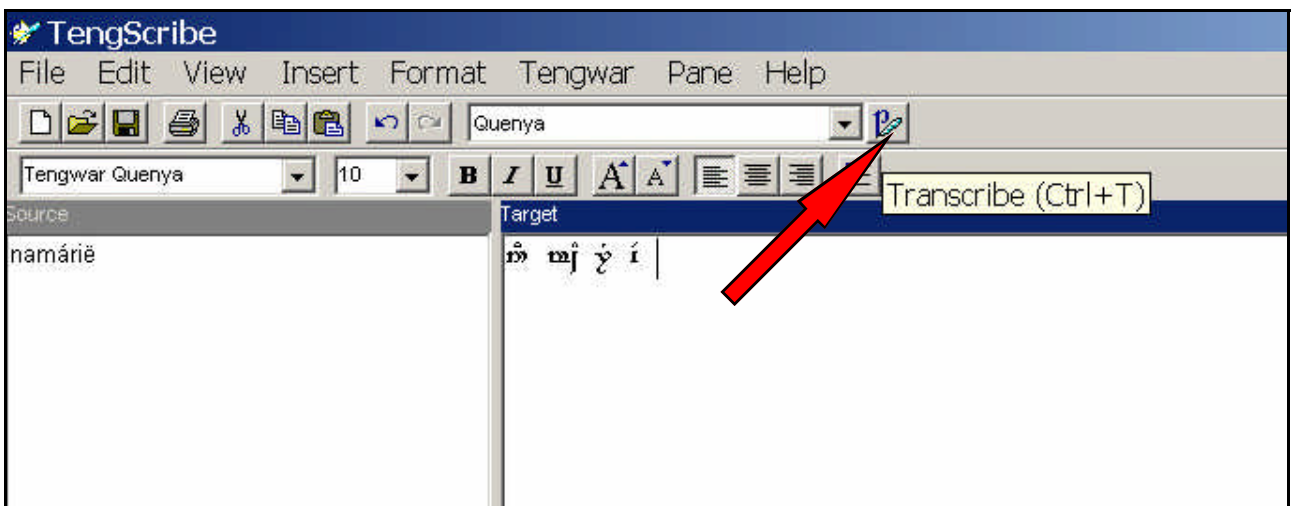 TengScribe
File Edit View Insert Format Tengwar Pane Help
Quenya
Tengwar Quenya 10 B I U A A
Transcribe (Ctrl+T)
Source Target
namárië